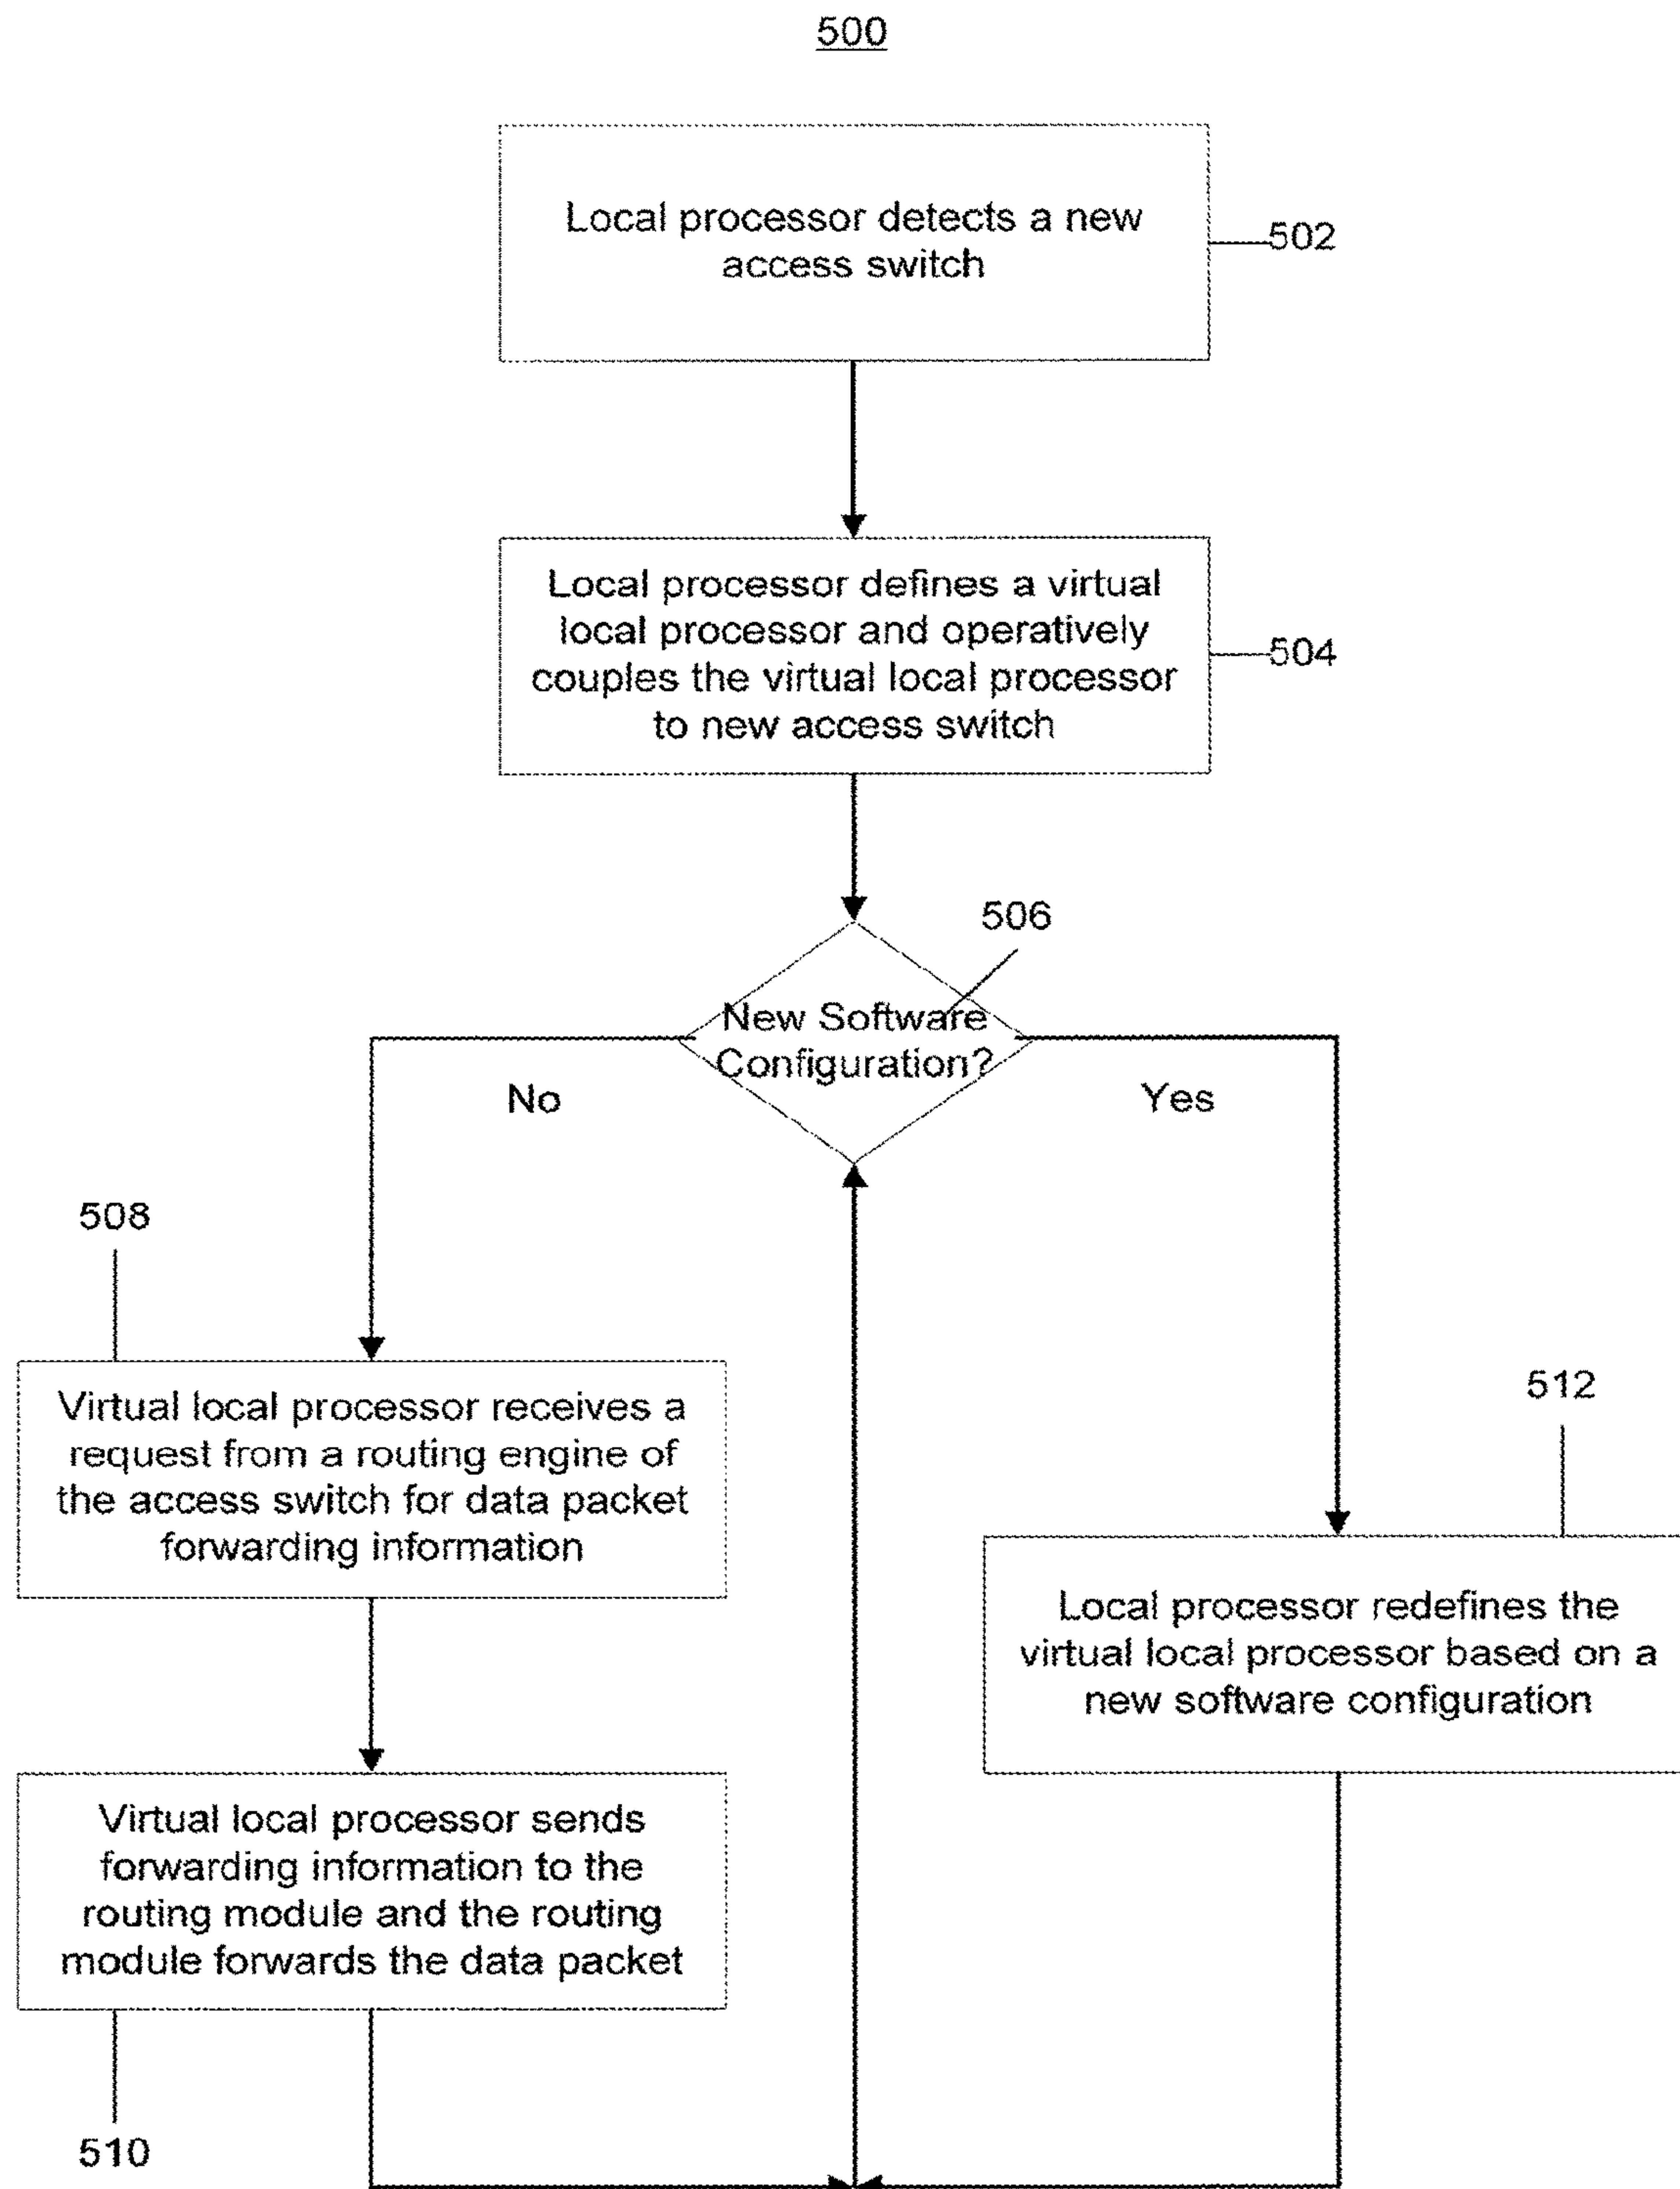 500
Local processor detects a new
access switch
502
Local processor defines a virtual
local processor and operatively
couples the virtual local processor
to new access switch
504
506
New Software
Configuration?
No
Yes
508
Virtual local processor receives a
request from a routing engine of
the access switch for data packet
forwarding information
512
Local processor redefines the
virtual local processor based on a
new software configuration
Virtual local processor sends
forwarding information to the
routing module and the routing
module forwards the data packet
510